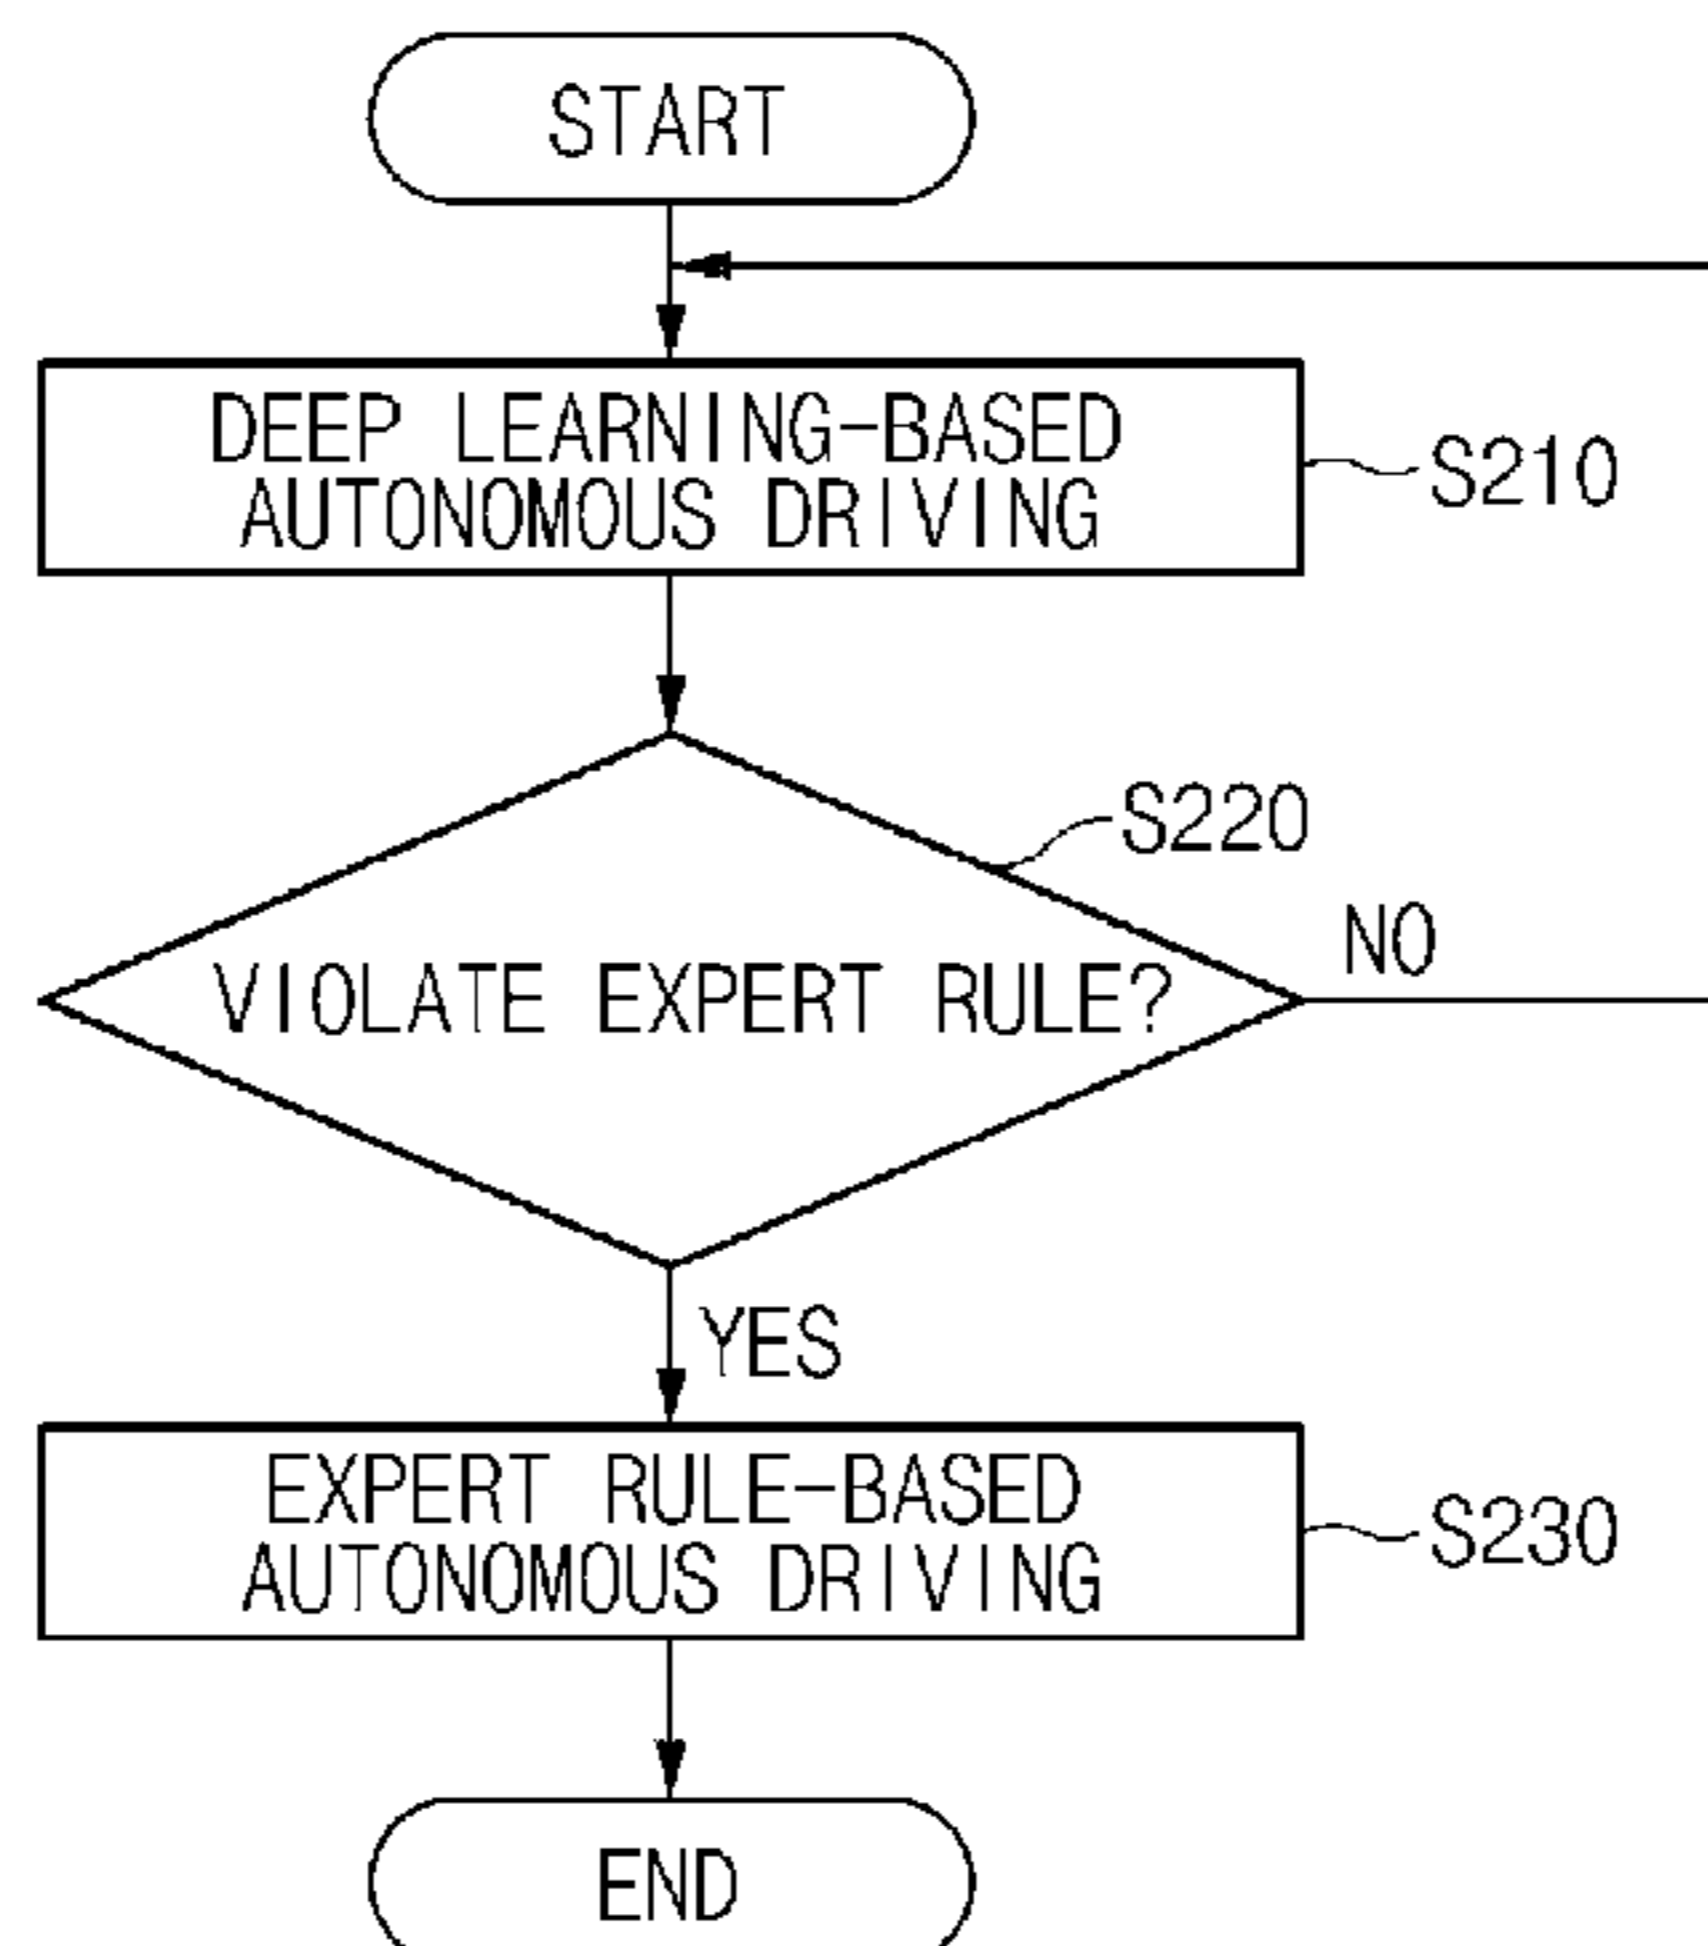 START
DEEP LEARNING-BASED
AUTONOMOUS DRIVING
S210
S220
NO
VIOLATE EXPERT RULE?
YES
EXPERT RULE-BASED
AUTONOMOUS DRIVING
S230
END